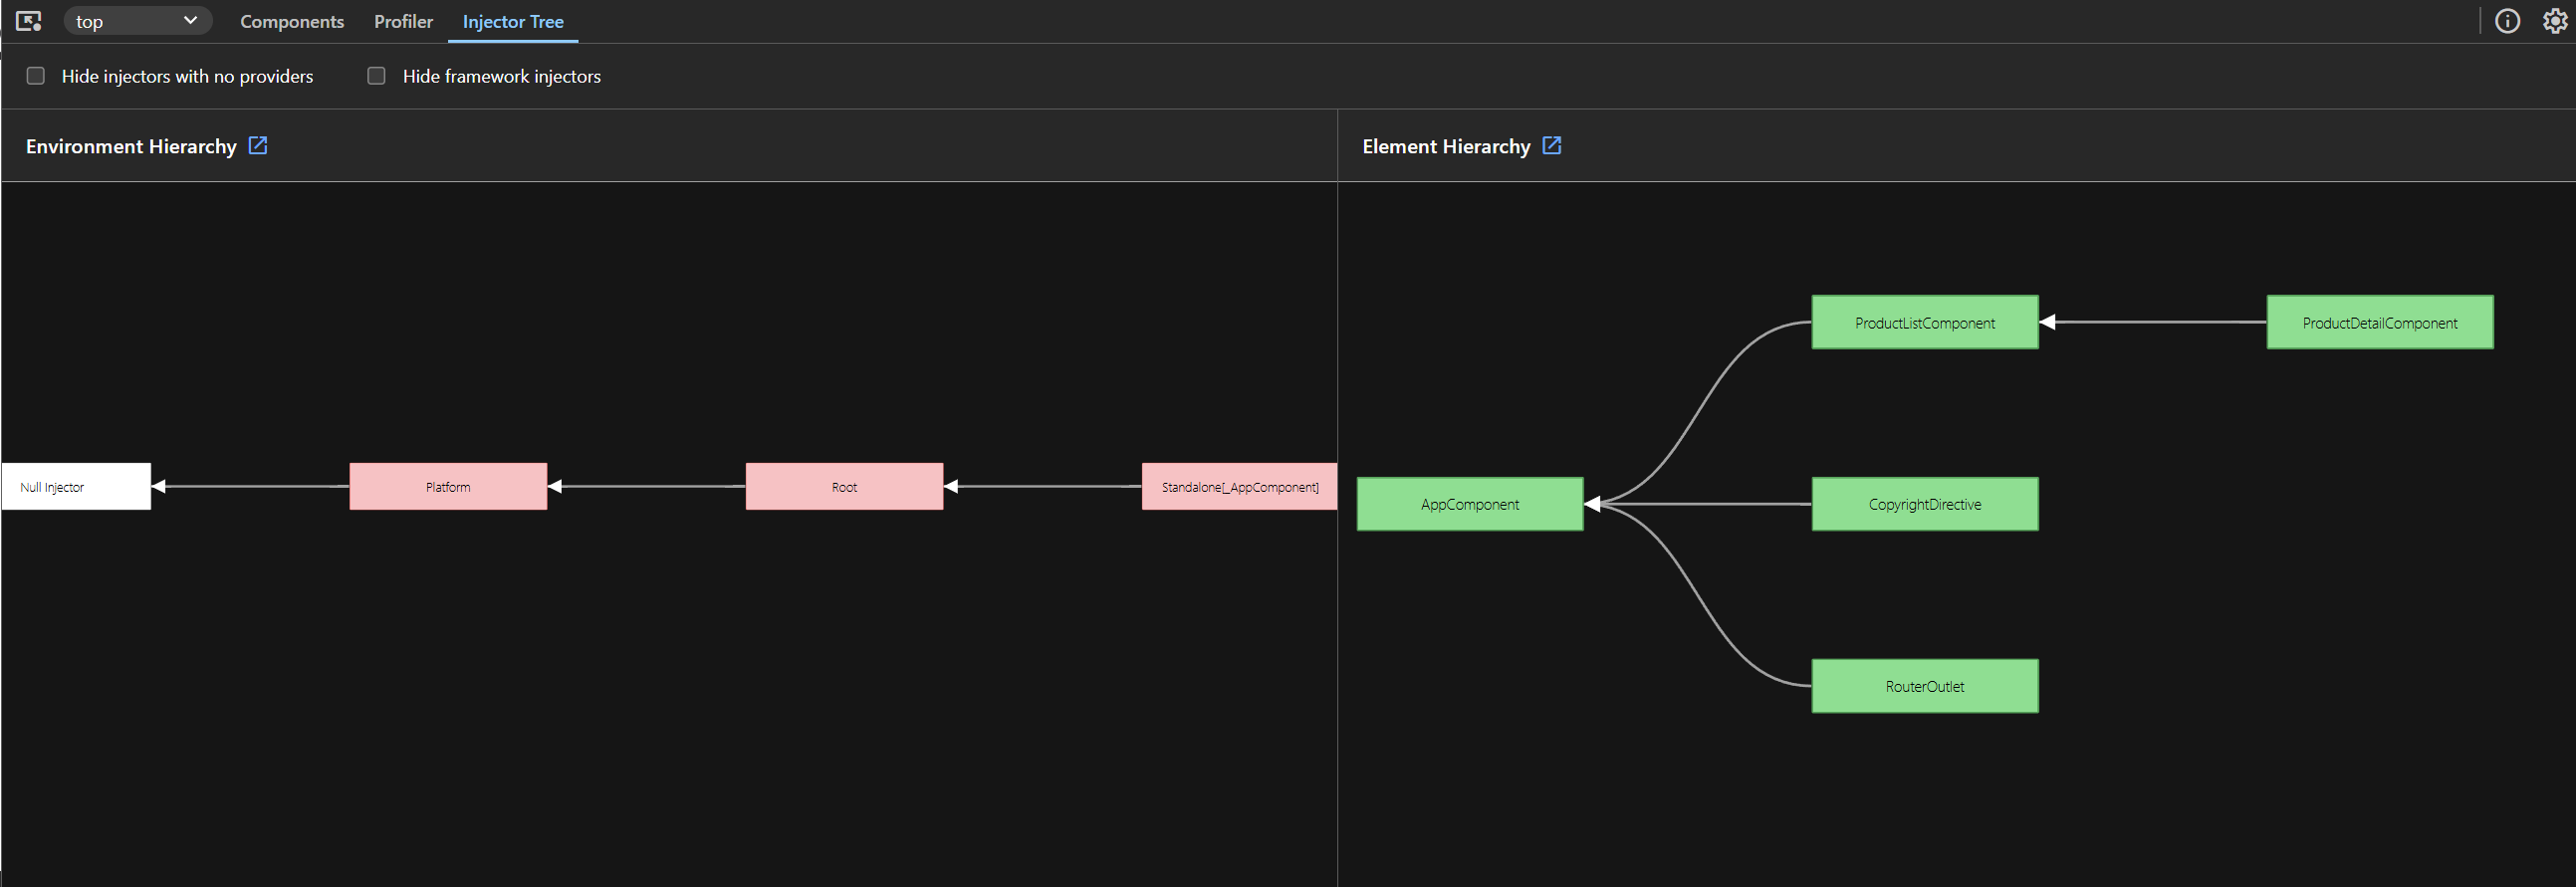 top Components Profiler Injector Tree
Hide injectors with no providers Hide framework injectors
Environment Hierarchy
Null Injector Platform Root Standalone[_AppComponent]
Element Hierarchy
ProductListComponent ProductDetailComponent
AppComponent CopyrightDirective
RouterOutlet